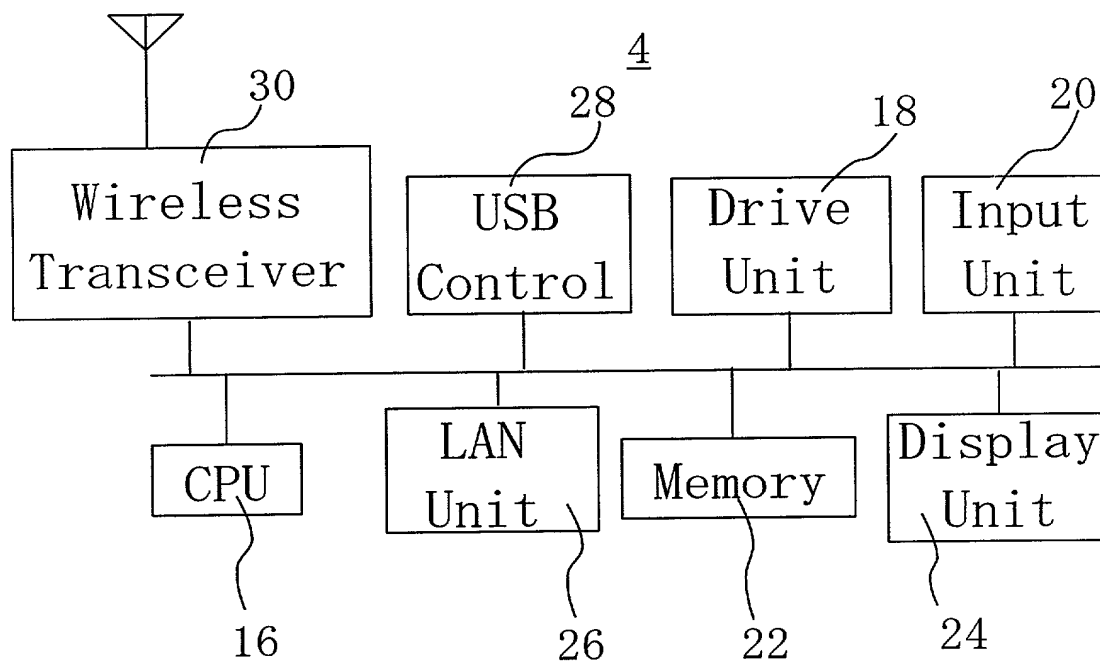 4
30
28
18
20
Wireless
Transceiver
USB
Control
Drive
Unit
Input
Unit
CPU
LAN
Unit
Memory
Display
Unit
16
26
22
24